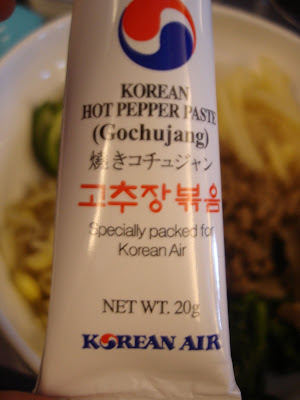 KOREAN
HOT PEPPER PASTE
(Gochujang)
焼きコチュジャン
고추장볶음
Specially packed for
Korean Air
NET WT. 20g
KOREAN AIR